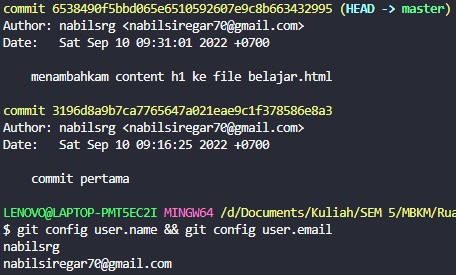 commit 6538490f5bbd065e6510592607e9c8b663432995 (HEAD -> master)
Author: nabilsrg <nabilsiregar70@gmail.com>
Date:   Sat Sep 10 09:31:01 2022 +0700
menambahkam content h1 ke file belajar.html
commit 3196d8a9b7ca7765647a021eae9c1f378586e8a3
Author: nabilsrg <nabilsiregar70@gmail.com>
Date:   Sat Sep 10 09:16:25 2022 +0700
commit pertama
LENOVO@LAPTOP-PMT5EC2I MINGW64 /d/Documents/Kuliah/SEM 5/MBKM/Rua
$ git config user.name && git config user.email
nabilsrg
nabilsiregar70@gmail.com